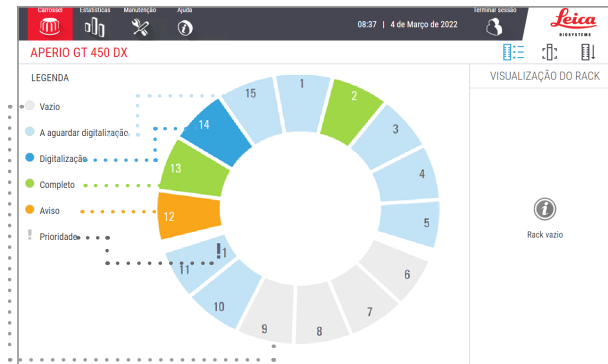 Carrossel Estatísticas Manutenção Ajuda Terminar sessão
08:37 | 4 de Março de 2022
Leica
BIOSYSTEMS
APERIO GT 450 DX
LEGENDA
VISUALIZAÇÃO DO RACK
Vazio
A aguardar digitalização
Digitalização
Completo
Aviso
! Prioridade
1
2
3
4
5
6
7
8
9
10
11
12
13
14
15
!1
Rack vazio